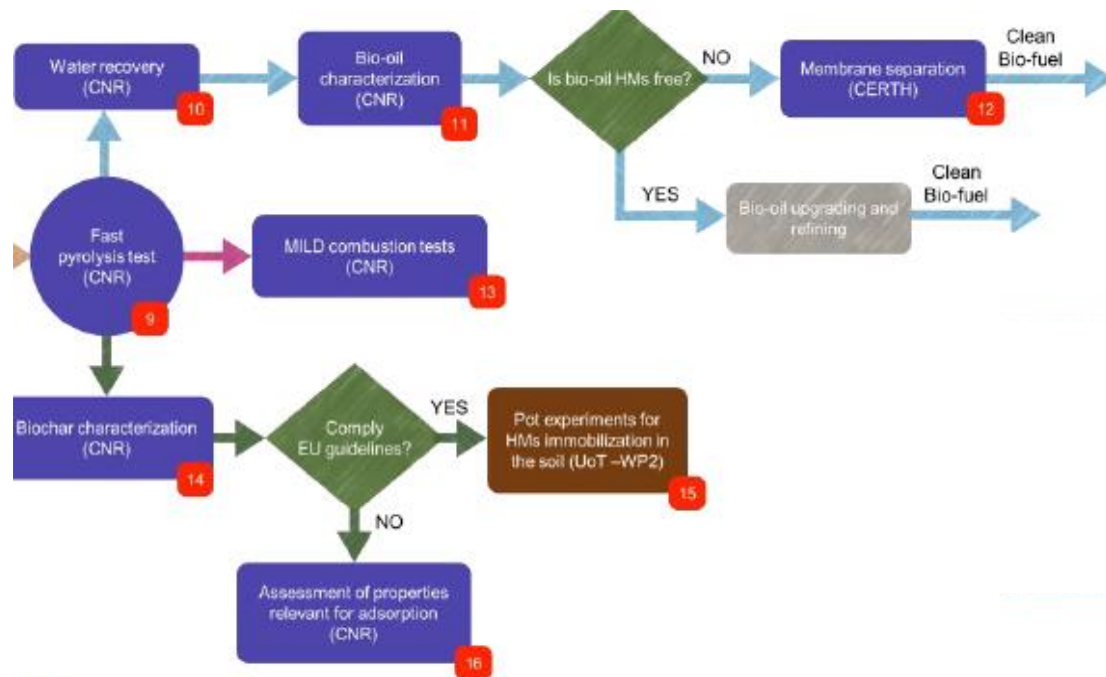 Water recovery
(CNR)
10
Bio-oil
characterization
(CNR)
11
Is bio-oil HMs free?
NO
Membrane separation
(CERTH)
12
Clean
Bio-fuel
YES
Bio-oil upgrading and
refining
Clean
Bio-fuel
Fast
pyrolysis test
(CNR)
9
MILD combustion tests
(CNR)
13
Biochar characterization
(CNR)
14
Comply
EU guidelines?
YES
Pot experiments for
HMs immobilization in
the soil (UoT –WP2)
15
NO
Assessment of properties
relevant for adsorption
(CNR)
16